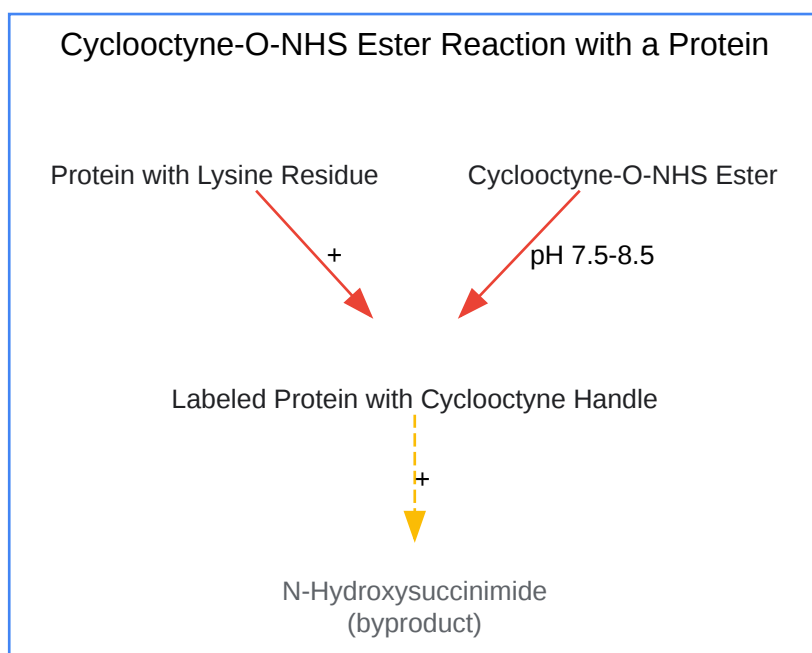 Cyclooctyne-O-NHS Ester Reaction with a Protein
Protein with Lysine Residue
Cyclooctyne-O-NHS Ester
+
pH 7.5-8.5
Labeled Protein with Cyclooctyne Handle
+
N-Hydroxysuccinimide
(byproduct)